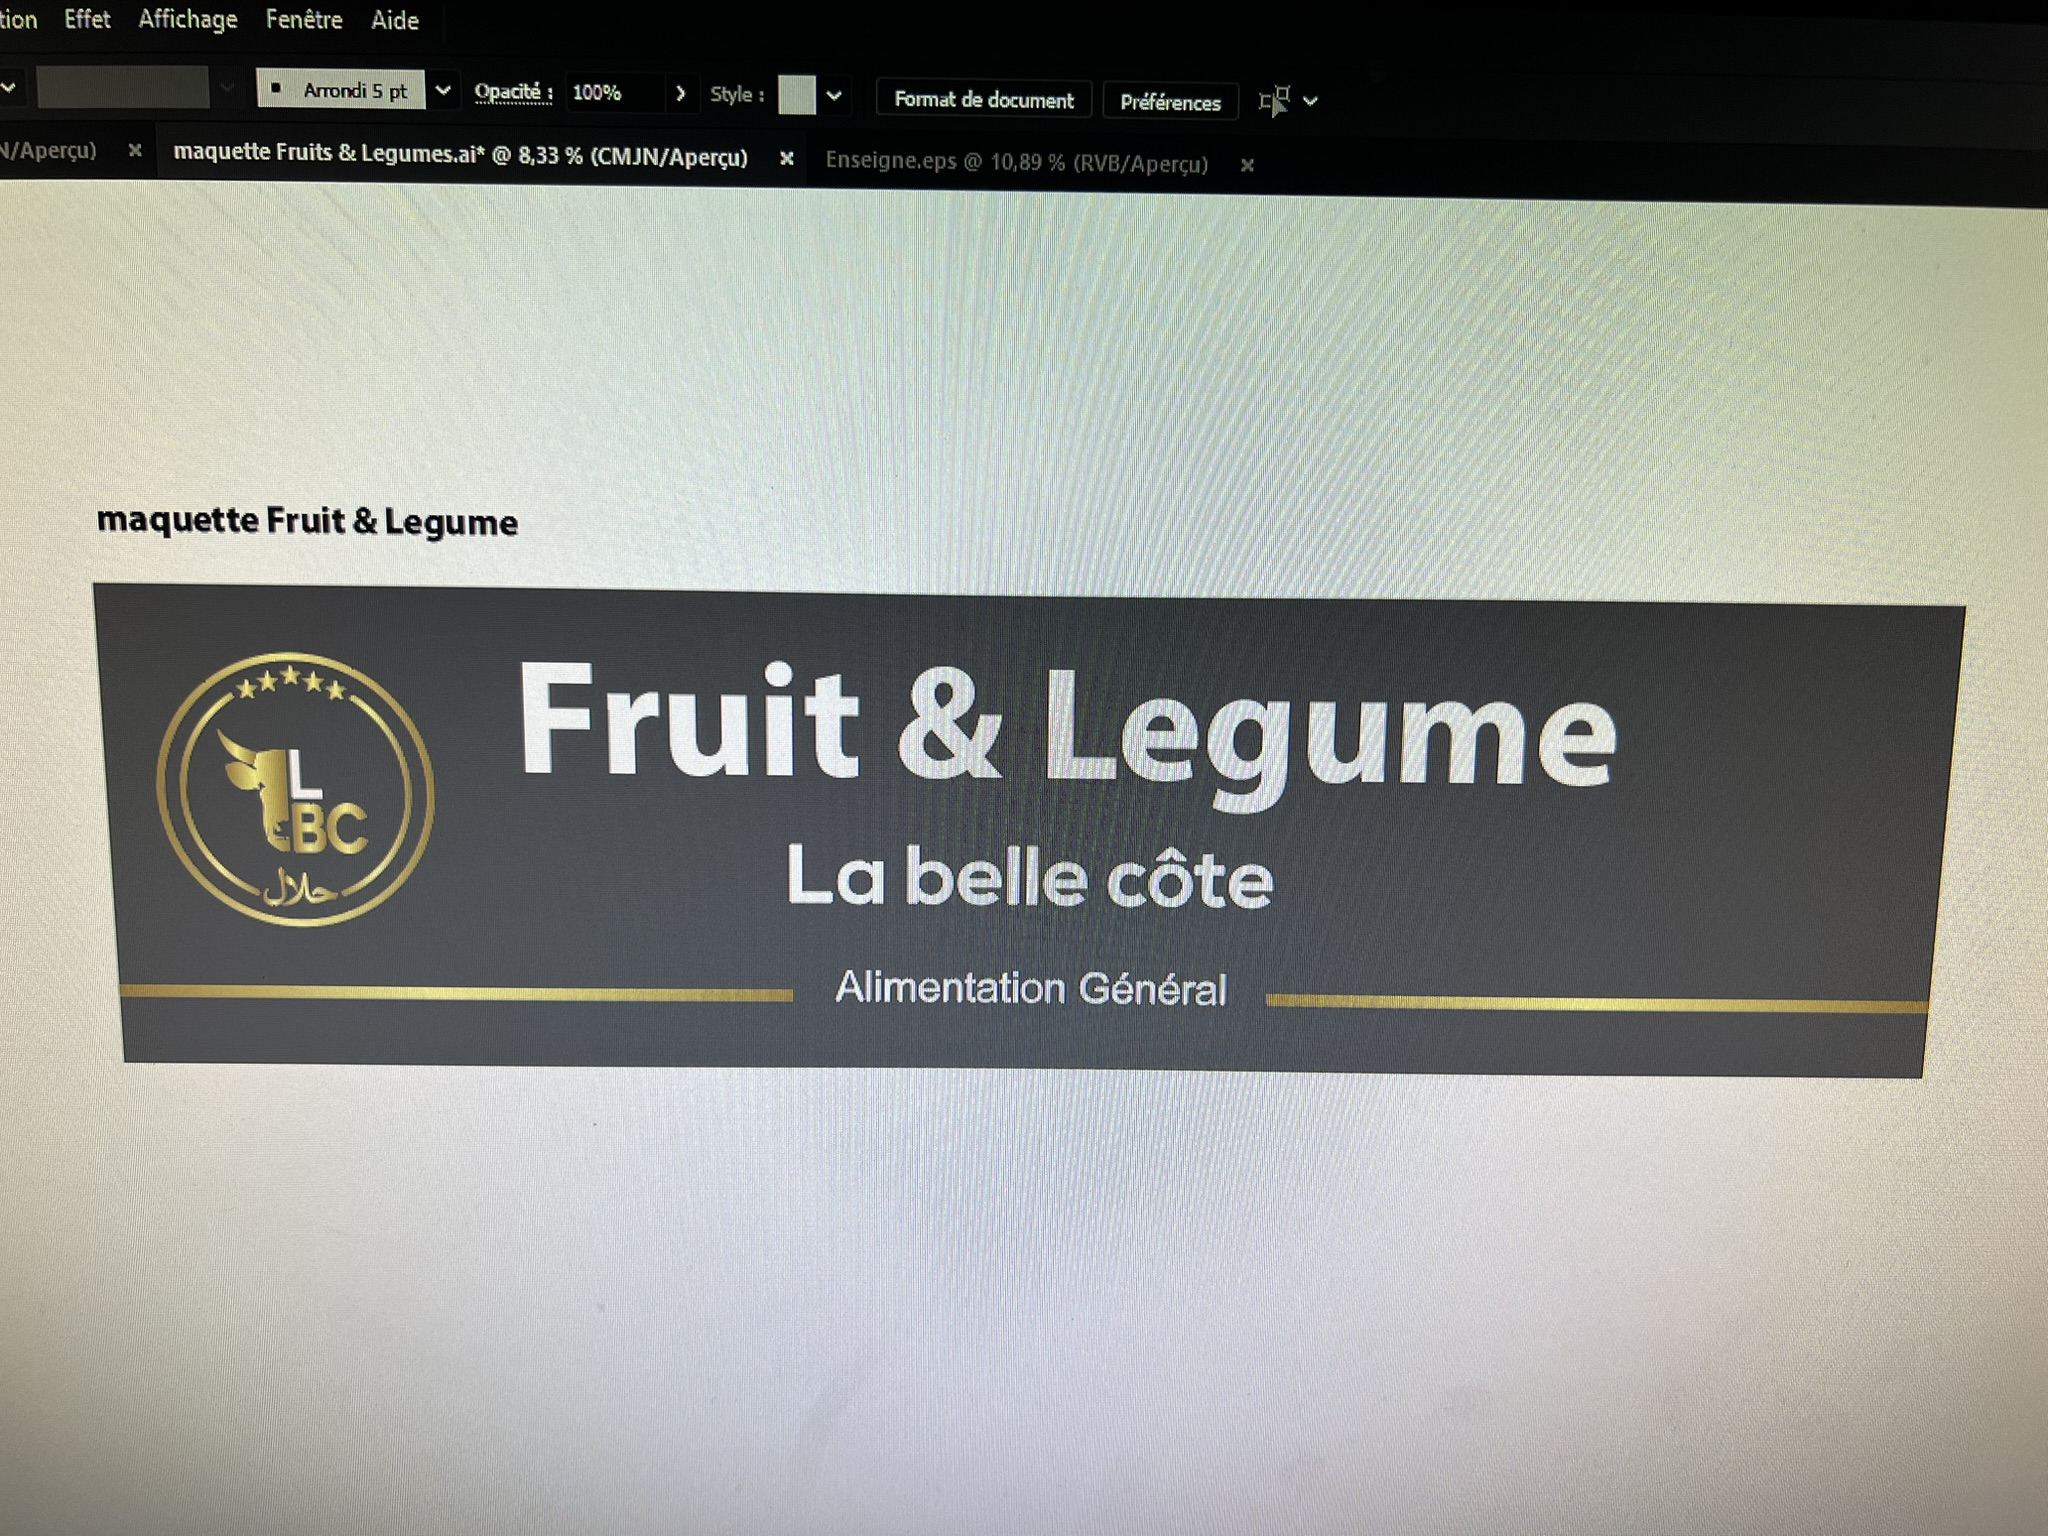 tion Effet Affichage Fenêtre Aide
Arrondi 5 pt Opacité : 100% Style : Format de document Préférences
N/Aperçu) × maquette Fruits & Legumes.ai* @ 8,33 % (CMJN/Aperçu) × Enseigne.eps @ 10,89 % (RVB/Aperçu) ×
maquette Fruit & Legume
Fruit & Legume
L
BC
حلال
La belle côte
Alimentation Général